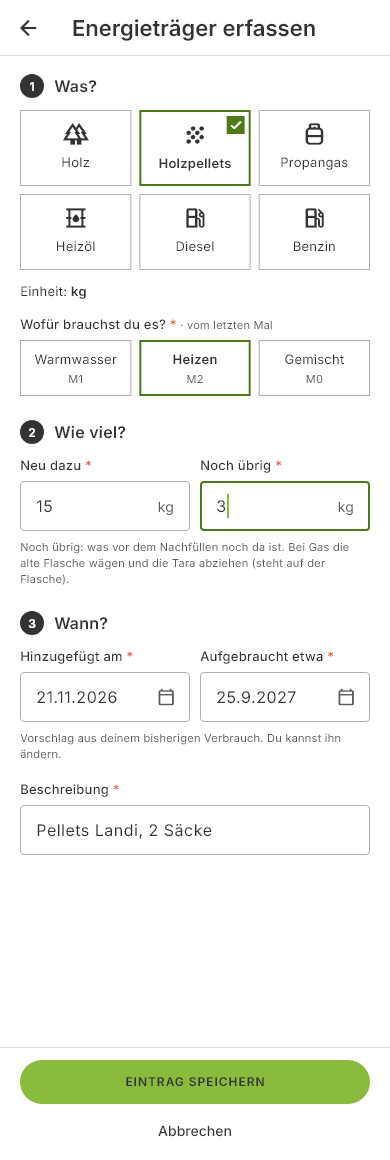 Energieträger erfassen
1 Was?
Holz
Holzpellets
Propangas
Heizöl
Diesel
Benzin
Einheit: kg
Wofür brauchst du es? * · vom letzten Mal
Warmwasser
M1
Heizen
M2
Gemischt
M0
2 Wie viel?
Neu dazu *
15 kg
Noch übrig *
3 kg
Noch übrig: was vor dem Nachfüllen noch da ist. Bei Gas die
alte Flasche wägen und die Tara abziehen (steht auf der
Flasche).
3 Wann?
Hinzugefügt am *
21.11.2026
Aufgebraucht etwa *
25.9.2027
Vorschlag aus deinem bisherigen Verbrauch. Du kannst ihn
ändern.
Beschreibung *
Pellets Landi, 2 Säcke
EINTRAG SPEICHERN
Abbrechen